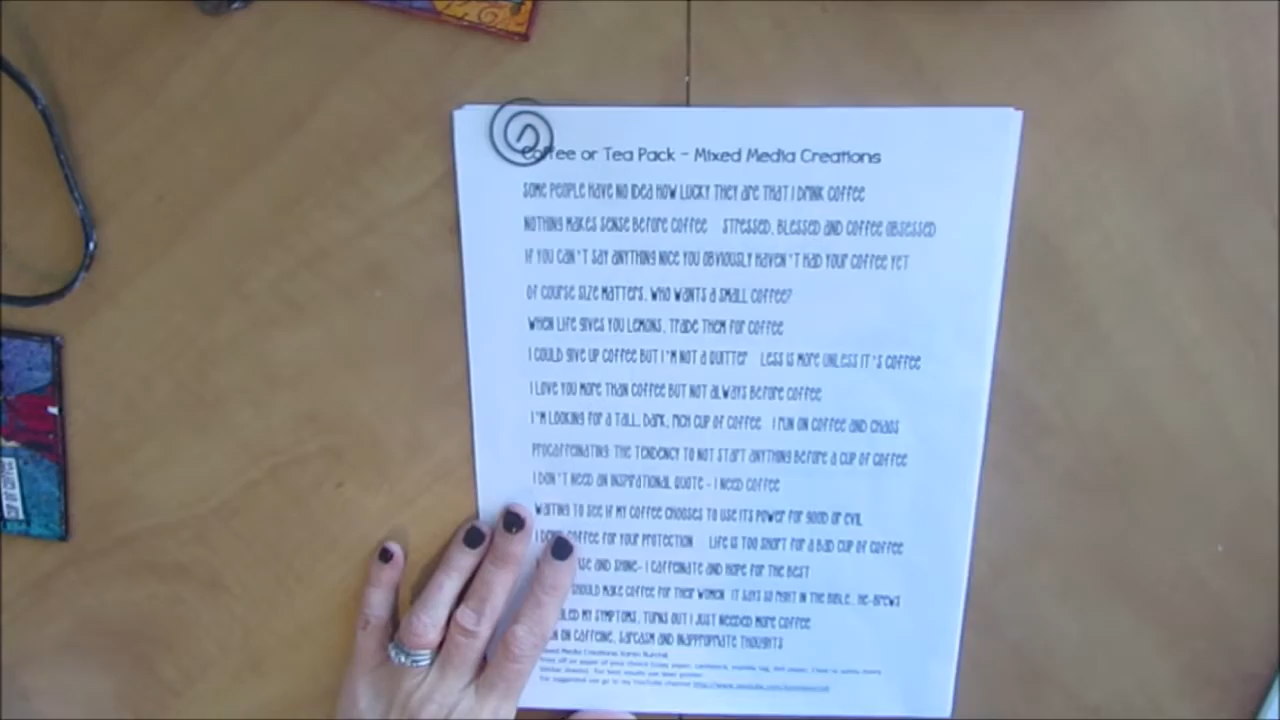 Coffee or Tea Pack - Mixed Media Creations
SOME PEOPLE HAVE NO IDEA HOW LUCKY THEY ARE THAT I DRINK COFFEE
NOTHING MAKES SENSE BEFORE COFFEE STRESSED, BLESSED AND COFFEE OBSESSED
IF YOU CAN'T SAY ANYTHING NICE YOU OBVIOUSLY HAVEN'T HAD YOUR COFFEE YET
OF COURSE SIZE MATTERS, WHO WANTS A SMALL COFFEE?
WHEN LIFE GIVES YOU LEMONS, TRADE THEM FOR COFFEE
I COULD GIVE UP COFFEE BUT I'M NOT A QUITTER LESS IS MORE UNLESS IT'S COFFEE
I LOVE YOU MORE THAN COFFEE BUT NOT ALWAYS BEFORE COFFEE
I'M LOOKING FOR A TALL, DARK, RICH CUP OF COFFEE I RUN ON COFFEE AND CHAOS
PROCAFFEINATING: THE TENDENCY TO NOT START ANYTHING BEFORE A CUP OF COFFEE
I DON'T NEED AN INSPIRATIONAL QUOTE - I NEED COFFEE
WAITING TO SEE IF MY COFFEE CHOOSES TO USE ITS POWER FOR GOOD OR EVIL
I DRINK COFFEE FOR YOUR PROTECTION LIFE IS TOO SHORT FOR A BAD CUP OF COFFEE
AND SHINE- I CAFFEINATE AND HOPE FOR THE BEST
SHOULD MAKE COFFEE FOR THEIR WOMEN IT SAYS SO RIGHT IN THE BIBLE, HE-BREWS
MY SYMPTOMS, TURNS OUT I JUST NEEDED MORE COFFEE
ON CAFFEINE, SARCASM AND INAPPROPRIATE THOUGHTS
Mixed Media Creations Karen
CUP OF COFFEE